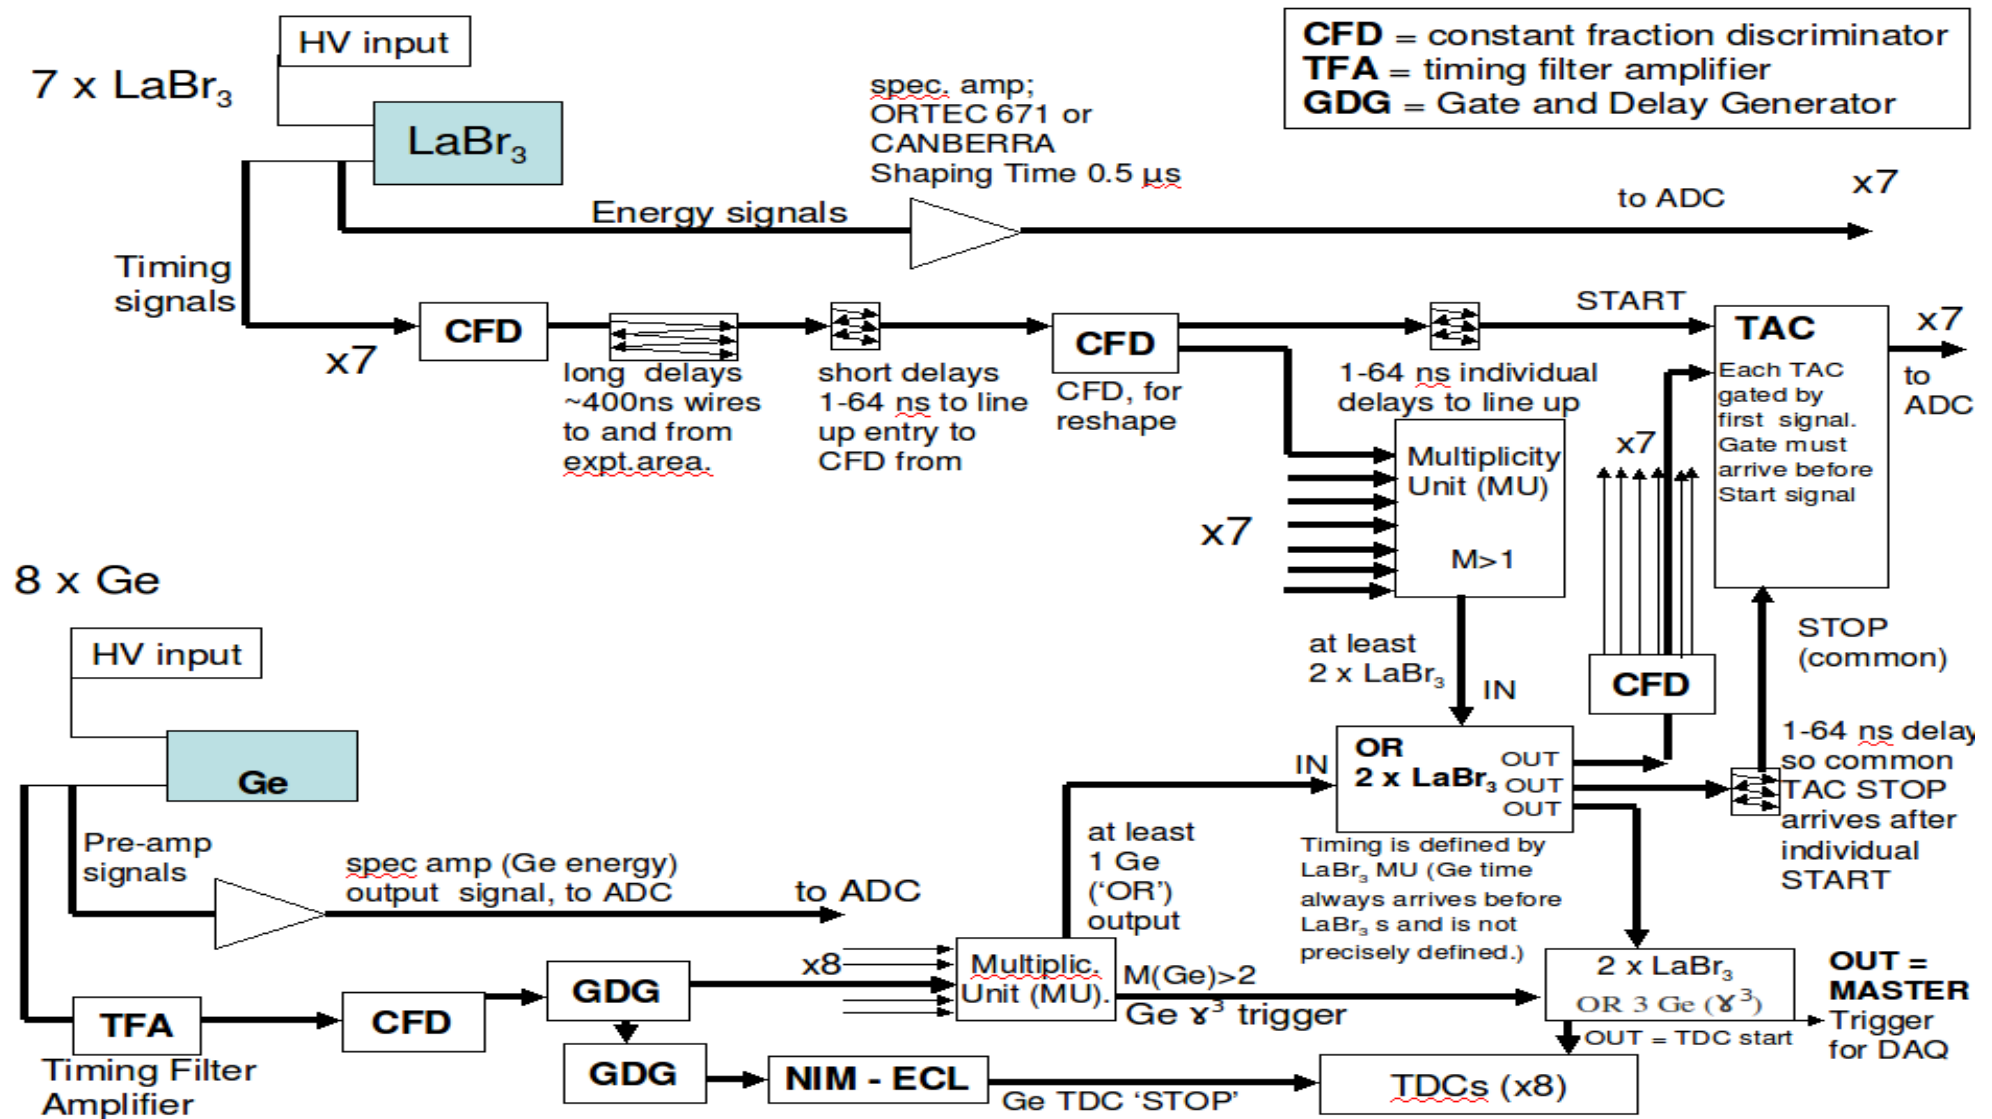 HV input
7 x LaBr₃
LaBr₃
CFD = constant fraction discriminator
TFA = timing filter amplifier
GDG = Gate and Delay Generator
spec. amp;
ORTEC 671 or
CANBERRA
Shaping Time 0.5 µs
Energy signals
to ADC
x7
Timing
signals
x7
CFD
long delays
~400ns wires
to and from
expt.area.
short delays
1-64 ns to line
up entry to
CFD from
CFD
CFD, for
reshape
START
1-64 ns individual
delays to line up
TAC
Each TAC
gated by
first signal.
Gate must
arrive before
Start signal
x7
to
ADC
Multiplicity
Unit (MU)
M>1
x7
x7
at least
2 x LaBr₃
IN
CFD
STOP
(common)
8 x Ge
HV input
Ge
Pre-amp
signals
spec amp (Ge energy)
output signal, to ADC
to ADC
IN
OR
2 x LaBr₃
OUT
OUT
OUT
1-64 ns delay
so common
TAC STOP
arrives after
individual
START
at least
1 Ge
('OR')
output
Timing is defined by
LaBr₃ MU (Ge time
always arrives before
LaBr₃ s and is not
precisely defined.)
x8
Multiplic.
Unit (MU).
M(Ge)>2
Ge ɤ³ trigger
2 x LaBr₃
OR 3 Ge (ɤ³)
OUT =
MASTER
Trigger
for DAQ
OUT = TDC start
TFA
Timing Filter
Amplifier
CFD
GDG
GDG
NIM - ECL
Ge TDC 'STOP'
TDCs (x8)